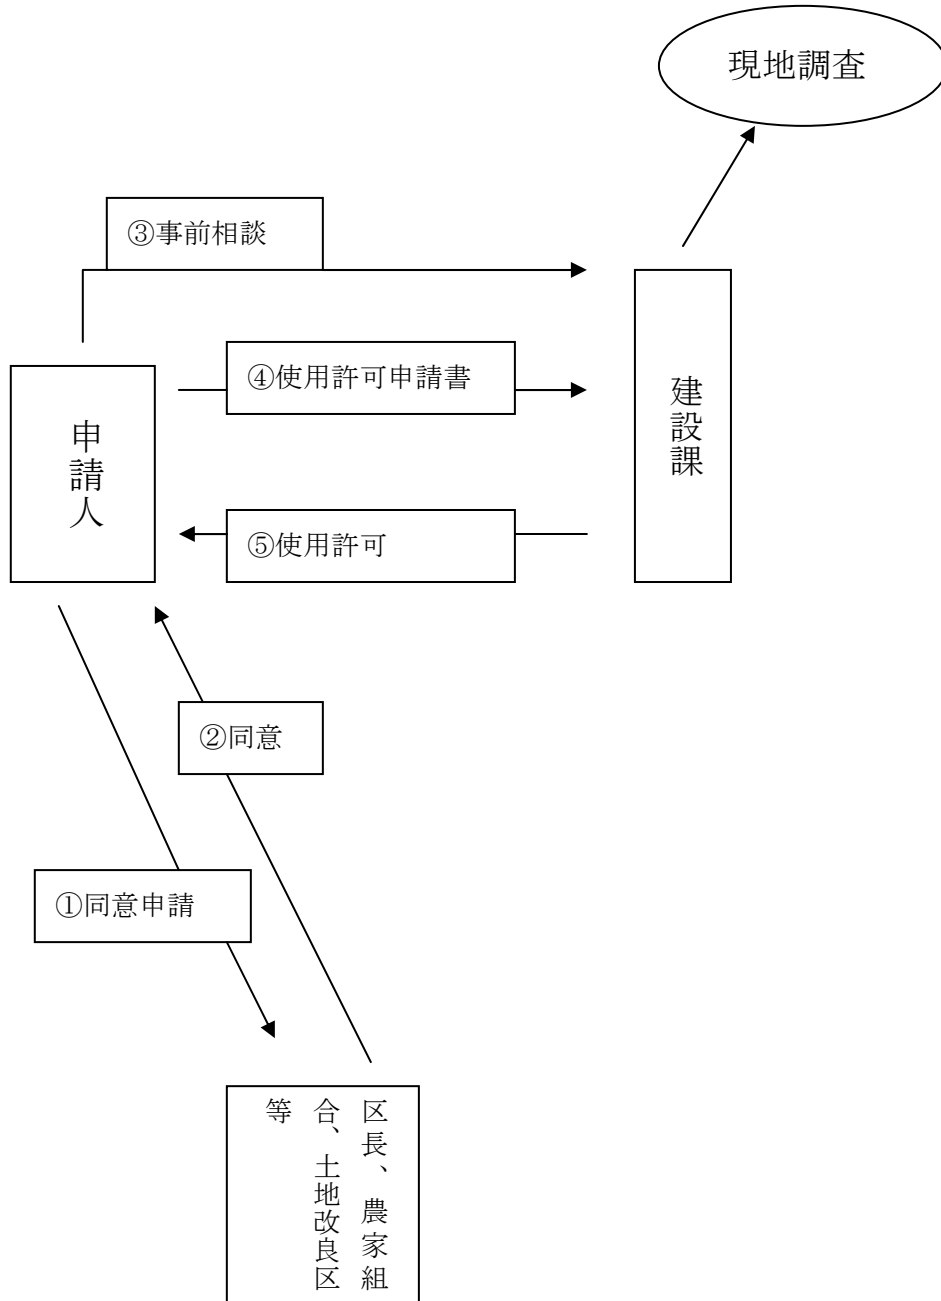 現地調査
③事前相談
④使用許可申請書
建設課
申請人
⑤使用許可
②同意
①同意申請
区長、農家組
合、土地改良区
等